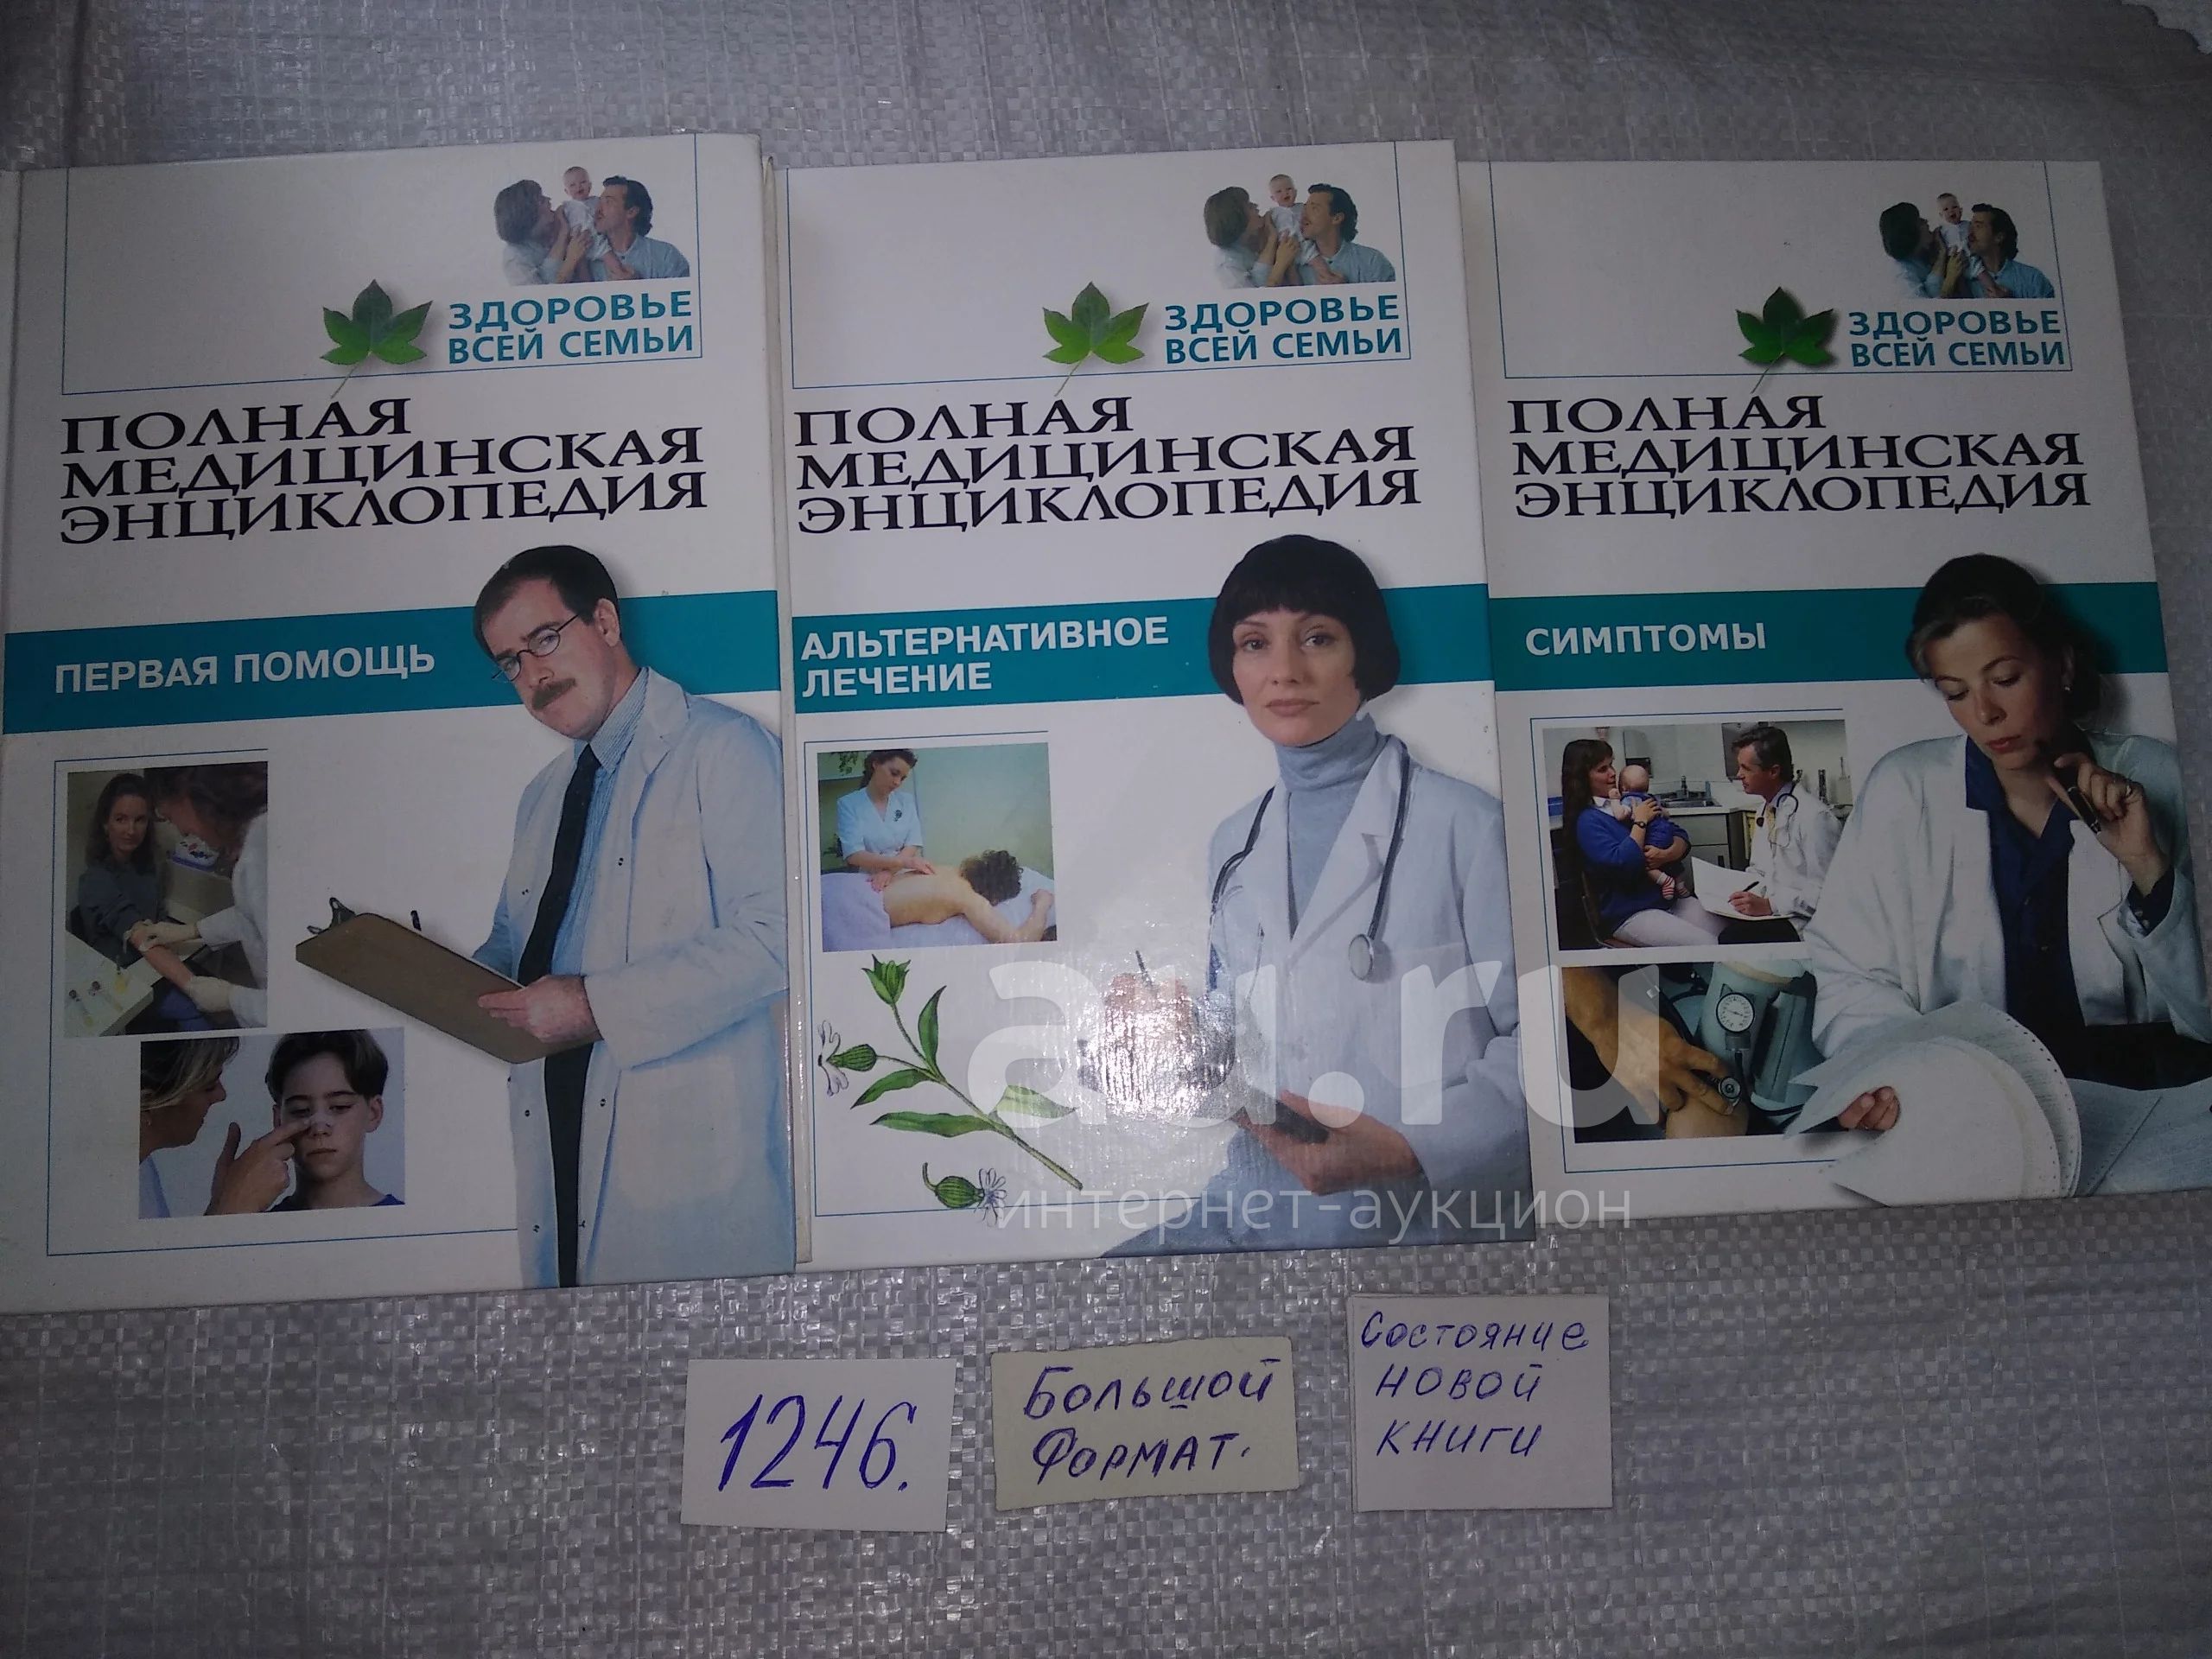 ЗДОРОВЬЕ
ВСЕЙ СЕМЬИ
ПОЛНАЯ
МЕДИЦИНСКАЯ
ЭНЦИКЛОПЕДИЯ
ПЕРВАЯ ПОМОЩЬ
ЗДОРОВЬЕ
ВСЕЙ СЕМЬИ
ПОЛНАЯ
МЕДИЦИНСКАЯ
ЭНЦИКЛОПЕДИЯ
АЛЬТЕРНАТИВНОЕ
ЛЕЧЕНИЕ
ЗДОРОВЬЕ
ВСЕЙ СЕМЬИ
ПОЛНАЯ
МЕДИЦИНСКАЯ
ЭНЦИКЛОПЕДИЯ
СИМПТОМЫ
au.ru
интернет-аукцион
1246.
Большой
Формат.
Состояние
новой
книги